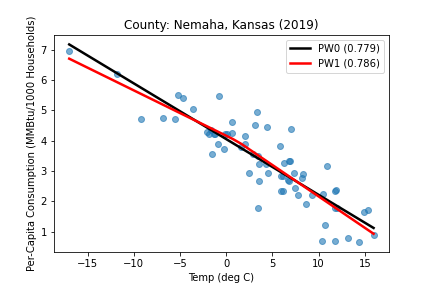 County: Nemaha, Kansas (2019)
PW0 (0.779)
PW1 (0.786)
Per-Capita Consumption (MMBtu/1000 Households)
7
6
5
4
3
2
1
−15 −10 −5 0 5 10 15
Temp (deg C)